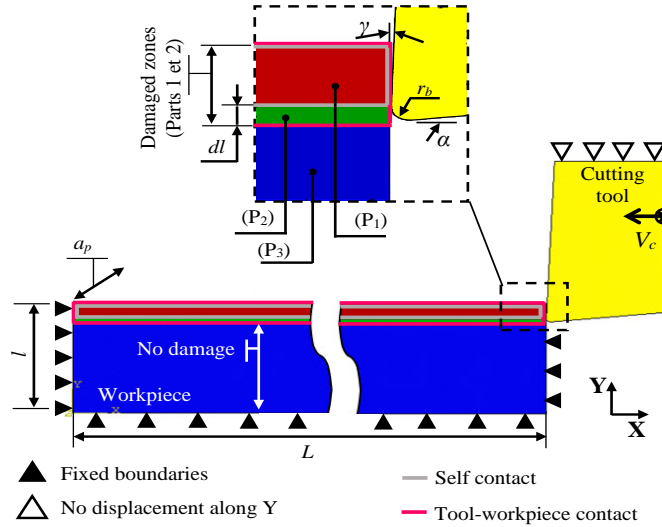 γ
Damaged zones
(Parts 1 et 2)
r_b
dl
α
(P₂)
(P₁)
(P₃)
Cutting
tool
V_c
a_p
l
No damage
Workpiece
Y
X
Y
X
L
Fixed boundaries
No displacement along Y
Self contact
Tool-workpiece contact